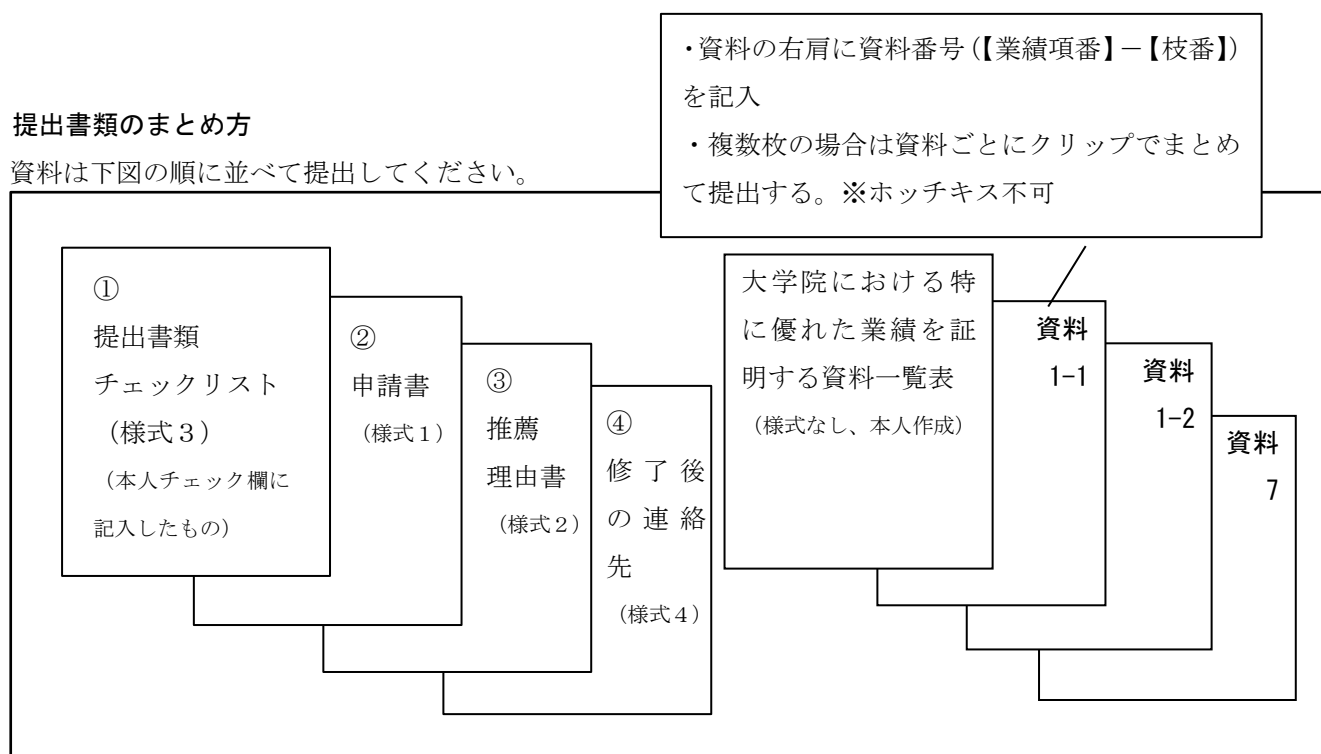 ・資料の右肩に資料番号(【業績項番】－【枝番】)
を記入
・複数枚の場合は資料ごとにクリップでまとめ
て提出する。※ホッチキス不可
提出書類のまとめ方
資料は下図の順に並べて提出してください。
①
提出書類
チェックリスト
（様式３）
（本人チェック欄に
記入したもの）
②
申請書
（様式１）
③
推薦
理由書
（様式２）
④
修了後
の連絡
先
（様式４）
大学院における特
に優れた業績を証
明する資料一覧表
（様式なし、本人作成）
資料
1-1
資料
1-2
資料
7